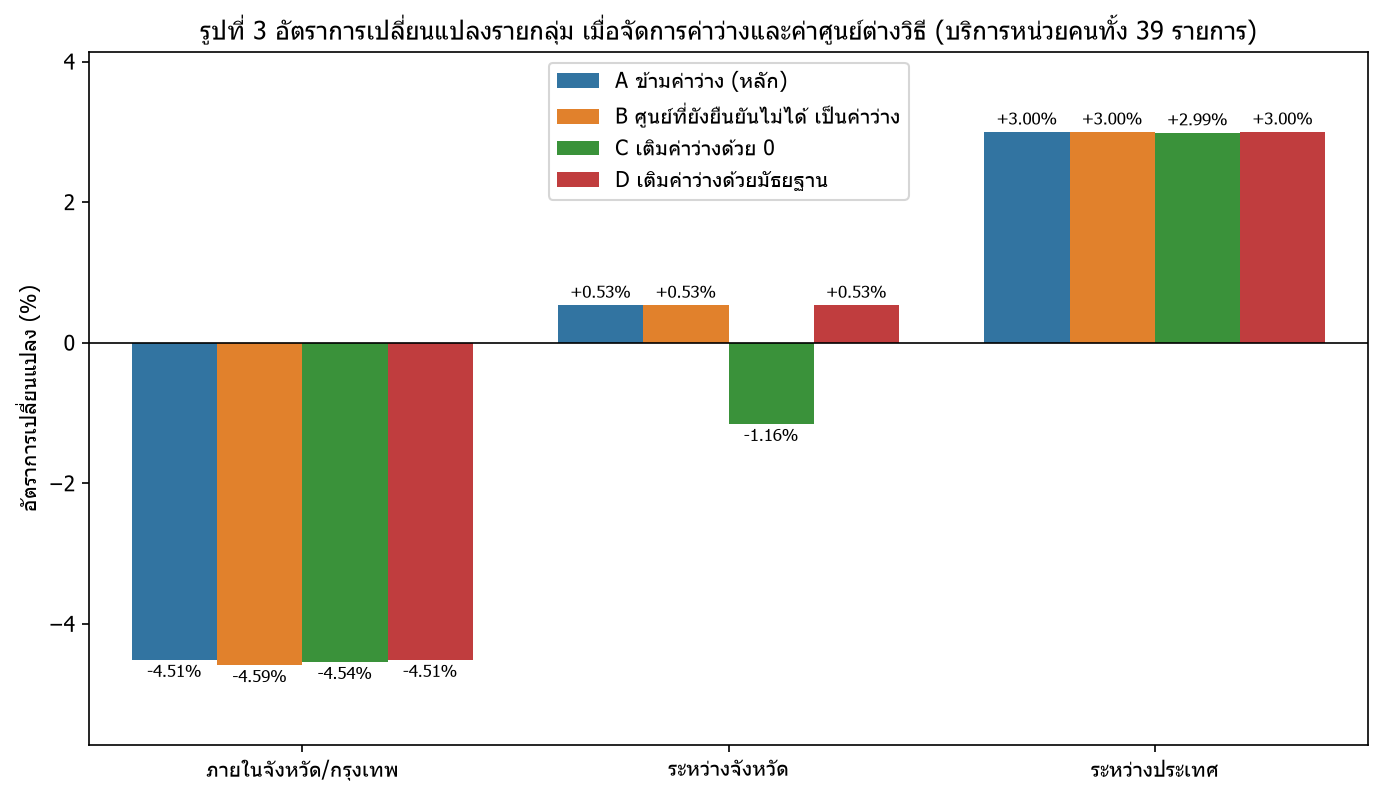 รูปที่ 3 อัตราการเปลี่ยนแปลงรายกลุ่ม เมื่อจัดการค่าว่างและค่าศูนย์ต่างวิธี (บริการหน่วยคนทั้ง 39 รายการ)
A ข้ามค่าว่าง (หลัก)
B ศูนย์ที่ยังยืนยันไม่ได้ เป็นค่าว่าง
C เติมค่าว่างด้วย 0
D เติมค่าว่างด้วยมัธยฐาน
อัตราการเปลี่ยนแปลง (%)
4
2
0
−2
−4
-4.51%
-4.59%
-4.54%
-4.51%
+0.53%
+0.53%
-1.16%
+0.53%
+3.00%
+3.00%
+2.99%
+3.00%
ภายในจังหวัด/กรุงเทพ
ระหว่างจังหวัด
ระหว่างประเทศ